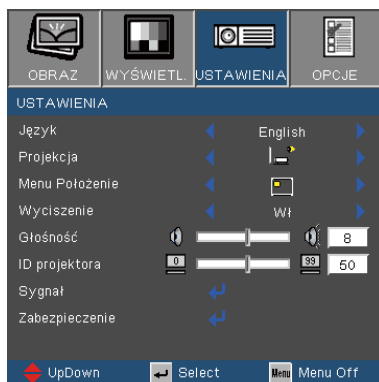 OBRAZ WYŚWIETL. USTAWIENIA OPCJE
USTAWIENIA
Język English
Projekcja
Menu Położenie
Wyciszenie Wł
Głośność 8
ID projektora 0 99 50
Sygnał
Zabezpieczenie
UpDown Select Menu Menu Off